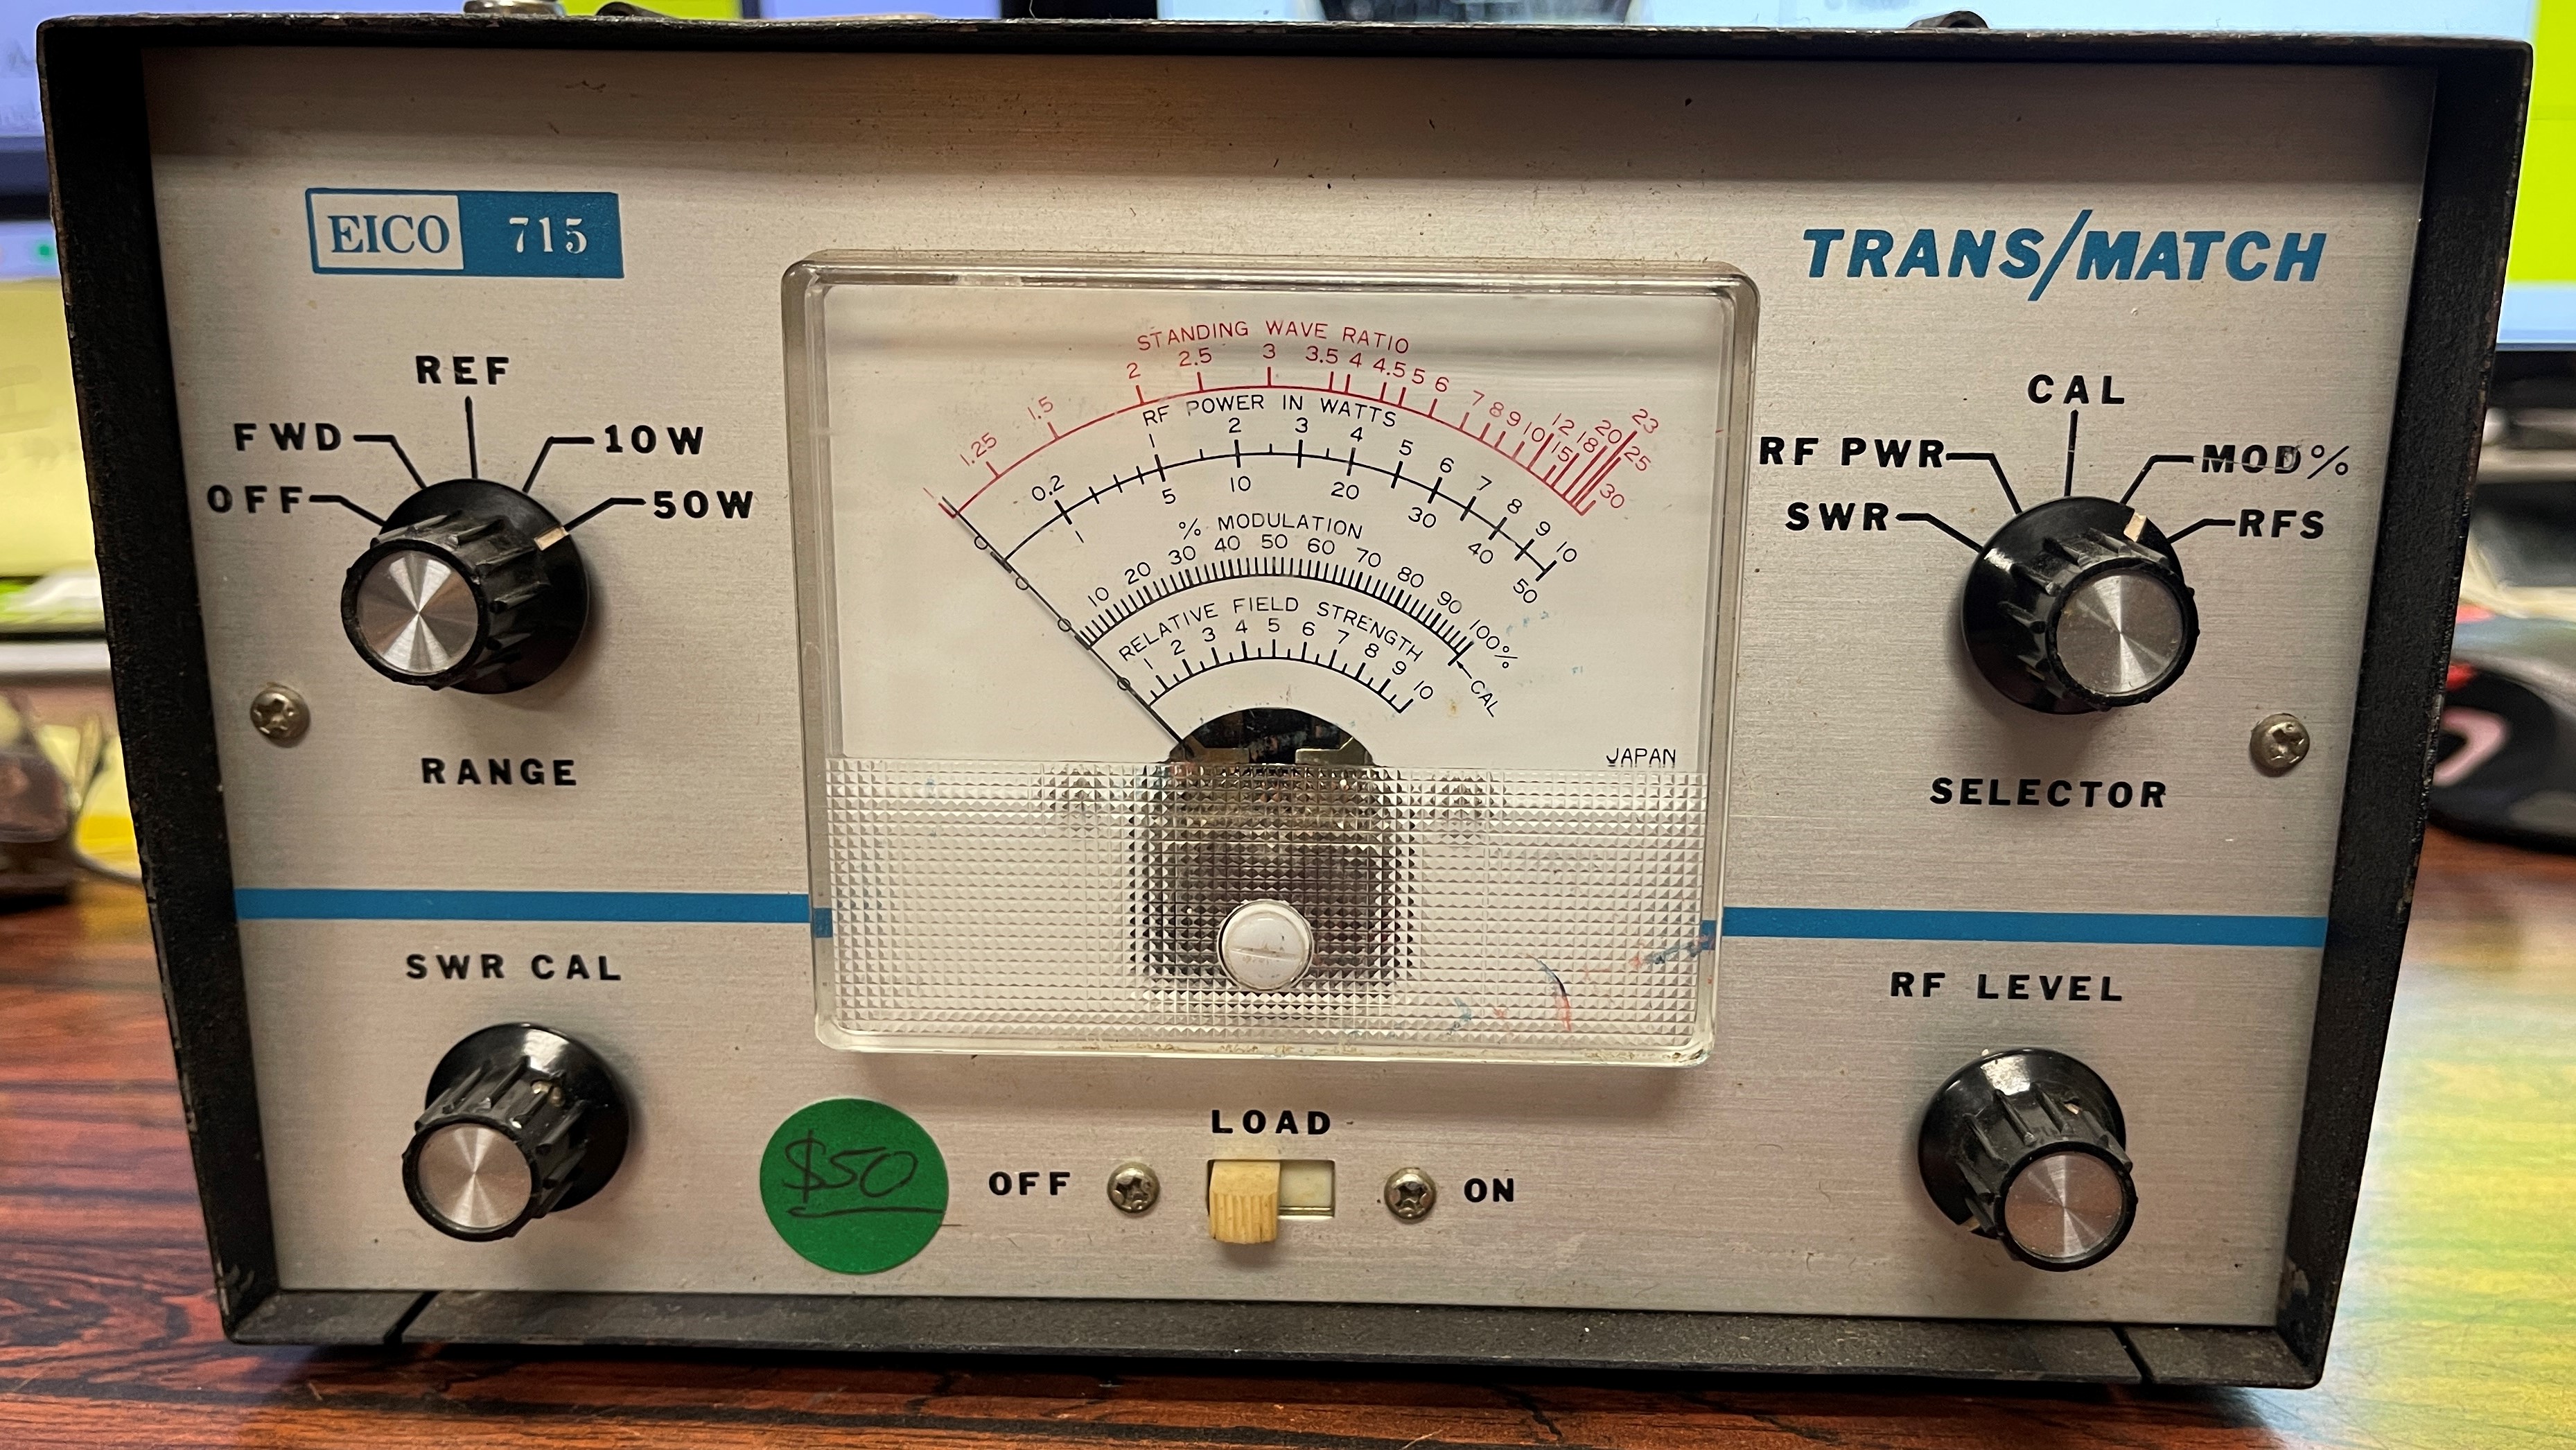 EICO 715
TRANS/MATCH
REF
FWD
10W
OFF
50W
RANGE
STANDING WAVE RATIO
1 1.25 1.5 2 2.5 3 3.5 4 4.5 5 6 7 8 9 10 12 15 18 20 23 25 30
RF POWER IN WATTS
0 0.2 1 2 3 4 5 6 7 8 9 10
0 1 5 10 20 30 40 50
% MODULATION
0 10 20 30 40 50 60 70 80 90 100%
RELATIVE FIELD STRENGTH
0 1 2 3 4 5 6 7 8 9 10
CAL
JAPAN
CAL
RF PWR
MOD%
SWR
RFS
SELECTOR
SWR CAL
RF LEVEL
$50
LOAD
OFF
ON